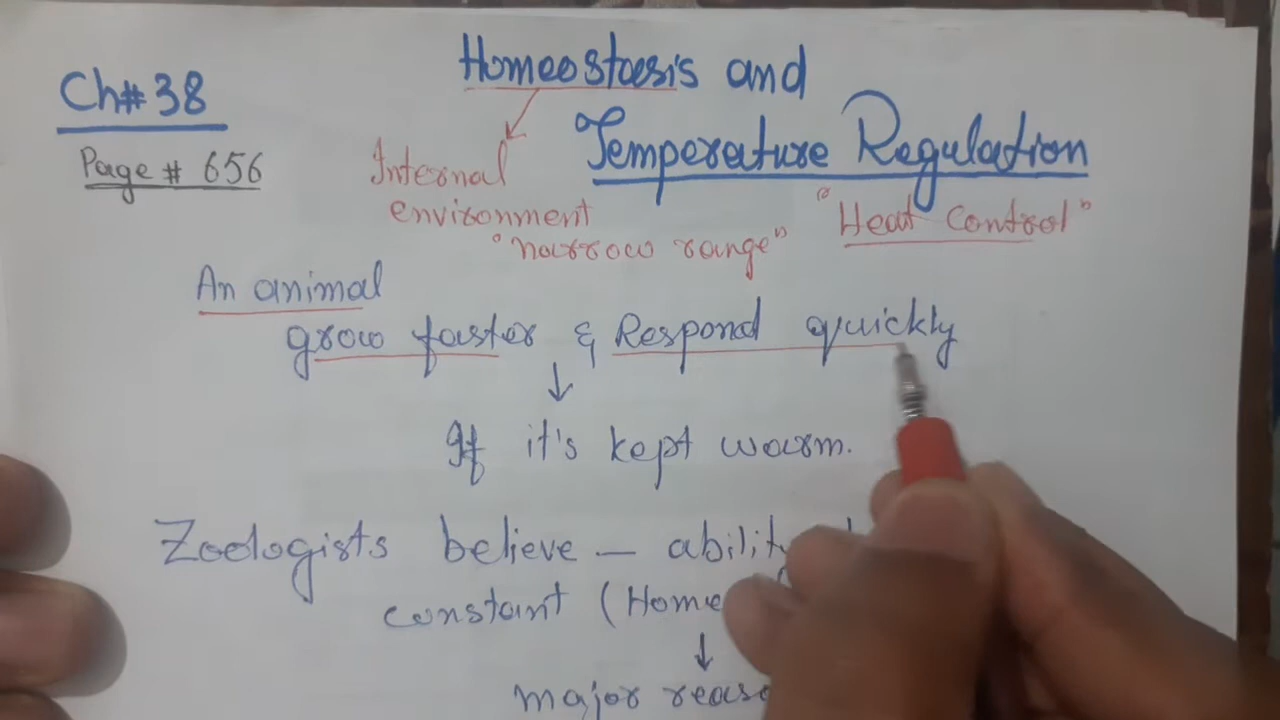 Ch# 38
Page # 656
Homeostasis and
Temperature Regulation
Internal
environment
"narrow range"
"Heat Control"
An animal
grow faster & Respond quickly
↓
If it's kept warm.
Zoologists believe — ability
constant (Home
↓
major